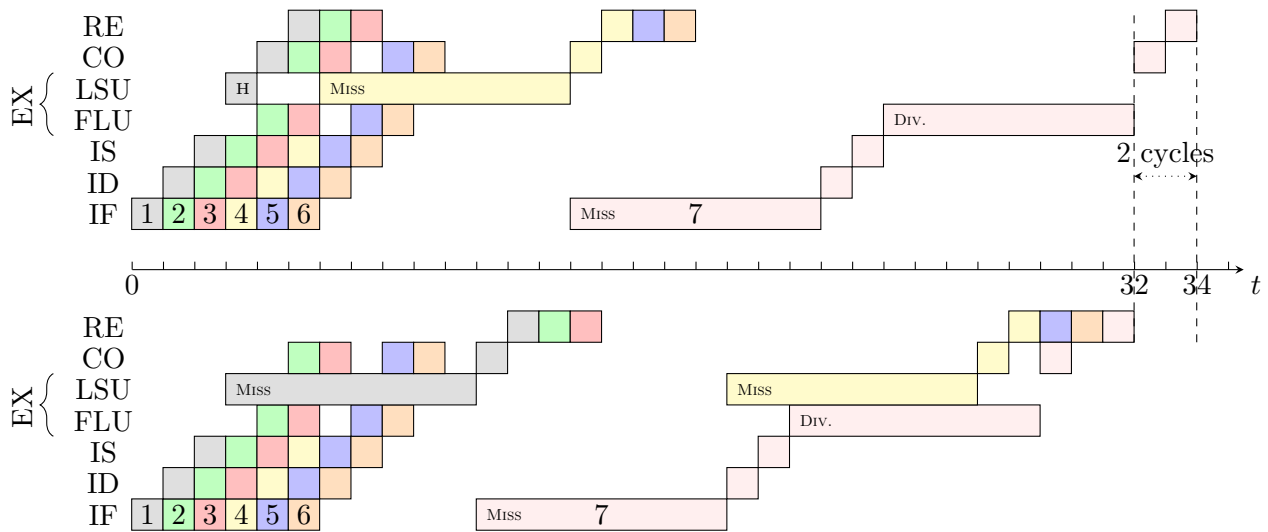 RE
CO
EX
LSU H Miss
FLU Div.
IS
2 cycles
ID
IF 1 2 3 4 5 6 Miss 7
0 32 34 t
RE
CO
EX
LSU Miss Miss
FLU Div.
IS
ID
IF 1 2 3 4 5 6 Miss 7